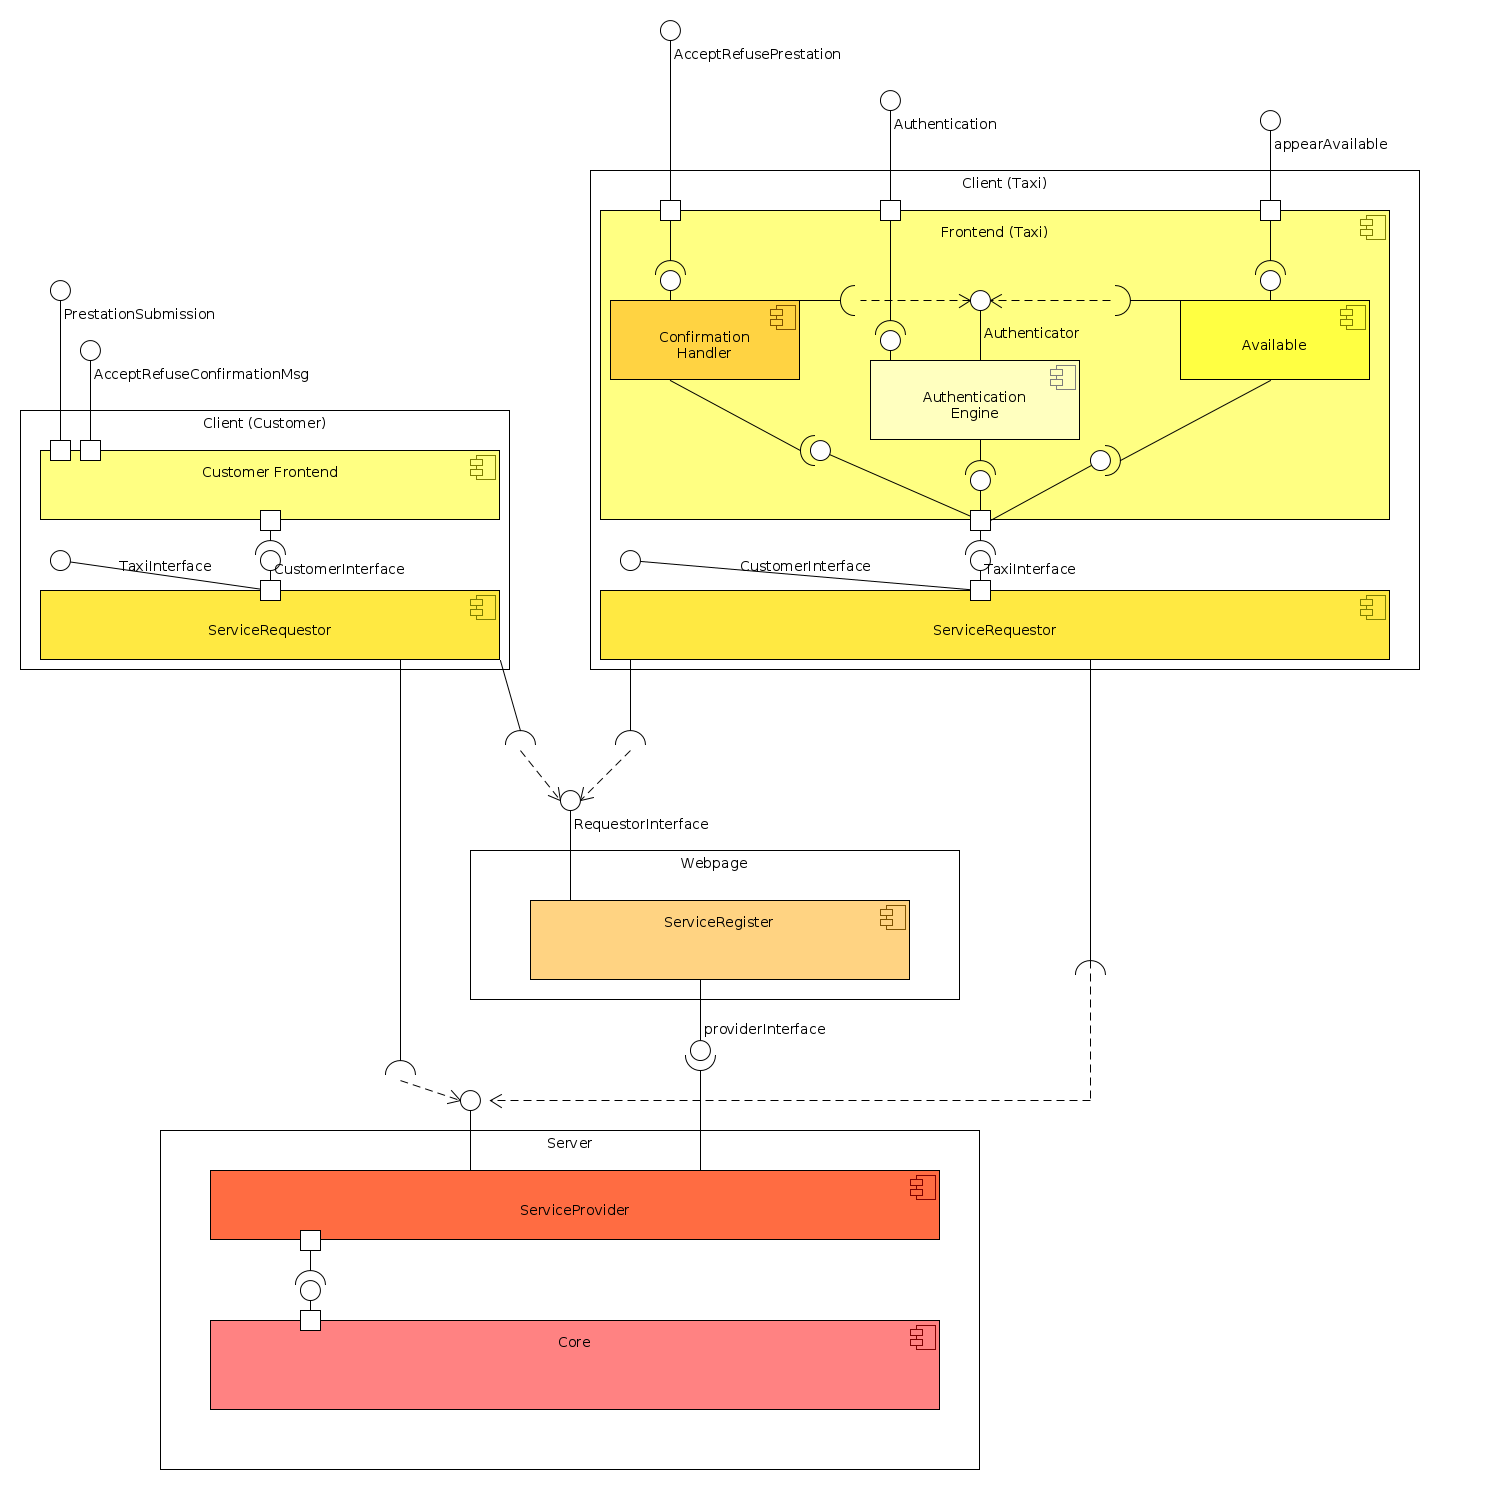 AcceptRefusePrestation
Authentication
appearAvailable
Client (Taxi)
Frontend (Taxi)
PrestationSubmission
Authenticator
Confirmation
Handler
Available
AcceptRefuseConfirmationMsg
Authentication
Engine
Client (Customer)
Customer Frontend
TaxiInterface
CustomerInterface
CustomerInterface
TaxiInterface
ServiceRequestor
ServiceRequestor
RequestorInterface
Webpage
ServiceRegister
providerInterface
Server
ServiceProvider
Core